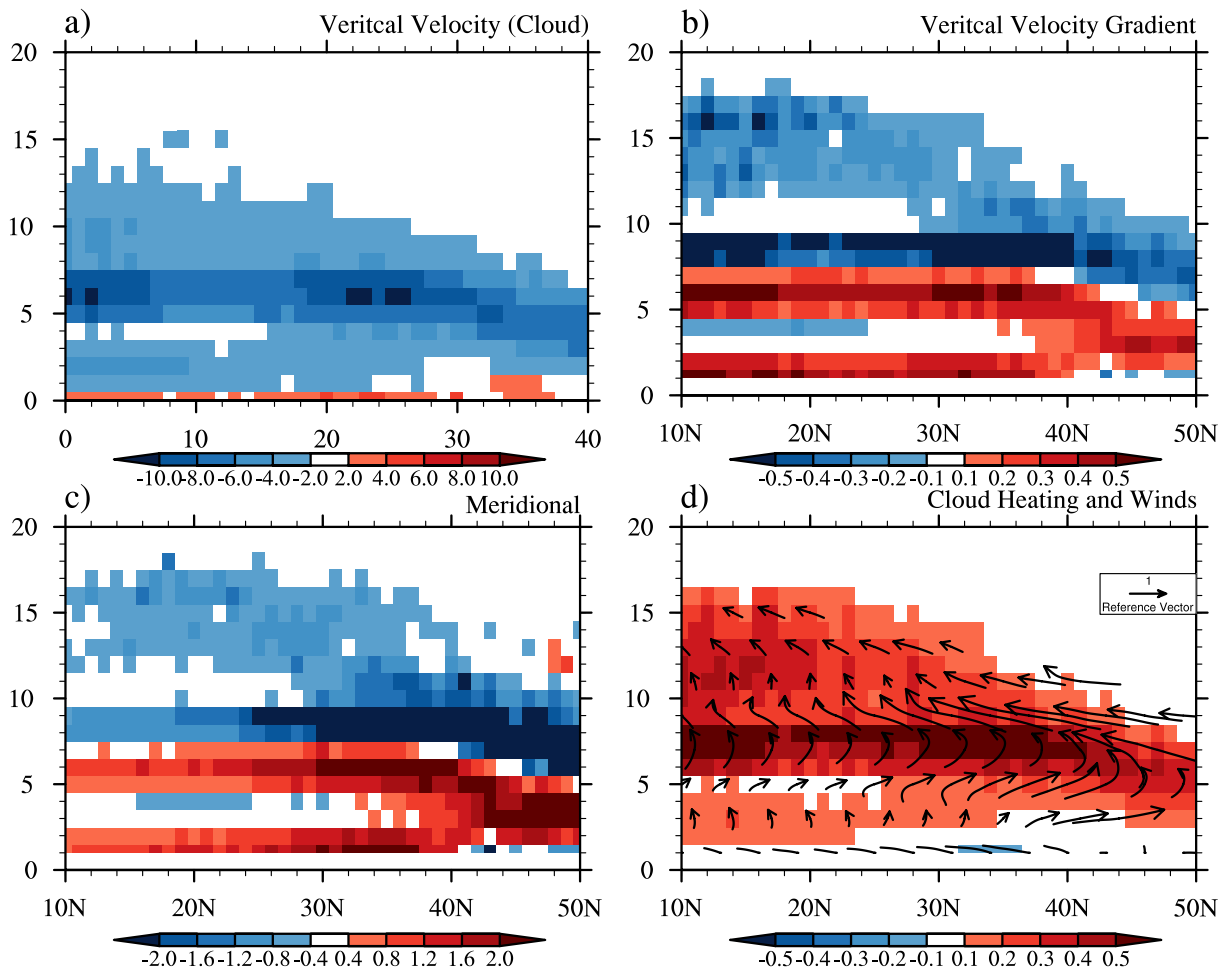 a) Veritcal Velocity (Cloud)
20
15
10
5
0
0 10 20 30 40
-10.0 -8.0 -6.0 -4.0 -2.0 2.0 4.0 6.0 8.0 10.0
b) Veritcal Velocity Gradient
20
15
10
5
0
10N 20N 30N 40N 50N
-0.5 -0.4 -0.3 -0.2 -0.1 0.1 0.2 0.3 0.4 0.5
c) Meridional
20
15
10
5
0
10N 20N 30N 40N 50N
-2.0 -1.6 -1.2 -0.8 -0.4 0.4 0.8 1.2 1.6 2.0
d) Cloud Heating and Winds
20
1
Reference Vector
15
10
5
0
10N 20N 30N 40N 50N
-0.5 -0.4 -0.3 -0.2 -0.1 0.1 0.2 0.3 0.4 0.5